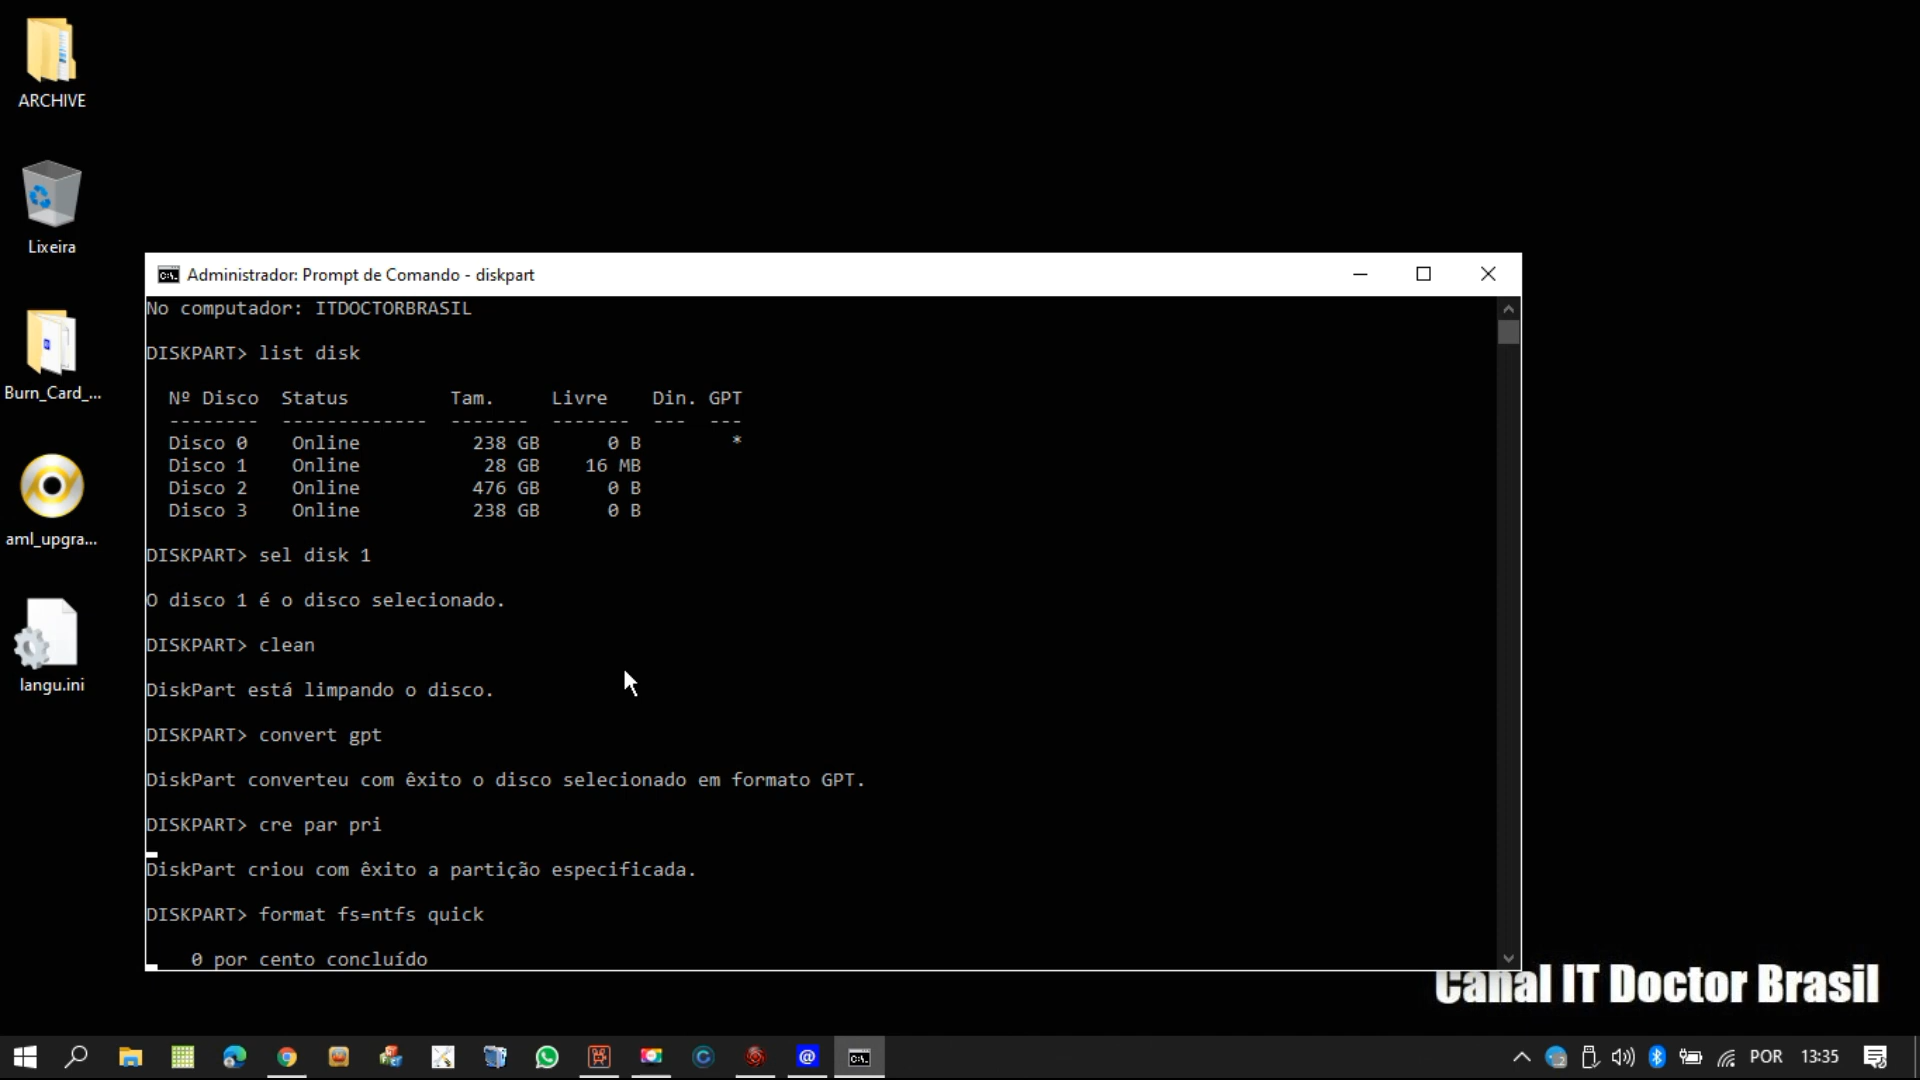 ARCHIVE
Lixeira
Burn_Card_...
aml_upgra...
langu.ini
Administrador: Prompt de Comando - diskpart
No computador: ITDOCTORBRASIL
DISKPART> list disk
Nº Disco Status Tam. Livre Din. GPT
-------- ------------- ------- ------- --- ---
Disco 0 Online 238 GB 0 B *
Disco 1 Online 28 GB 16 MB
Disco 2 Online 476 GB 0 B
Disco 3 Online 238 GB 0 B
DISKPART> sel disk 1
O disco 1 é o disco selecionado.
DISKPART> clean
DiskPart está limpando o disco.
DISKPART> convert gpt
DiskPart converteu com êxito o disco selecionado em formato GPT.
DISKPART> cre par pri
DiskPart criou com êxito a partição especificada.
DISKPART> format fs=ntfs quick
0 por cento concluído
Canal IT Doctor Brasil
POR 13:35